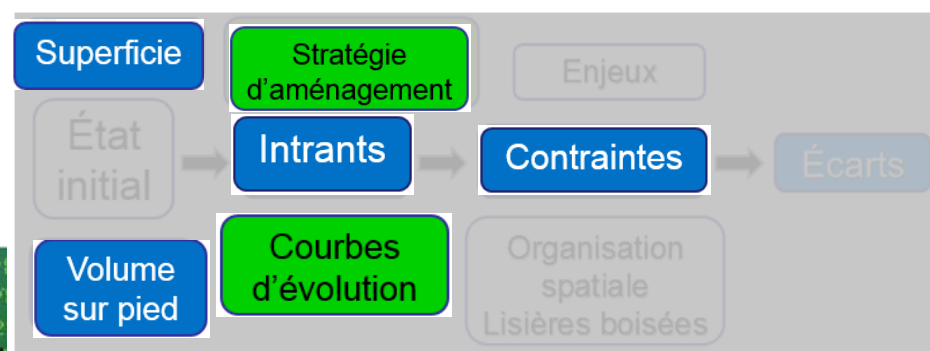 Superficie
Stratégie
d'aménagement
Enjeux
État
initial
Intrants
Contraintes
Écarts
Volume
sur pied
Courbes
d'évolution
Organisation
spatiale
Lisières boisées